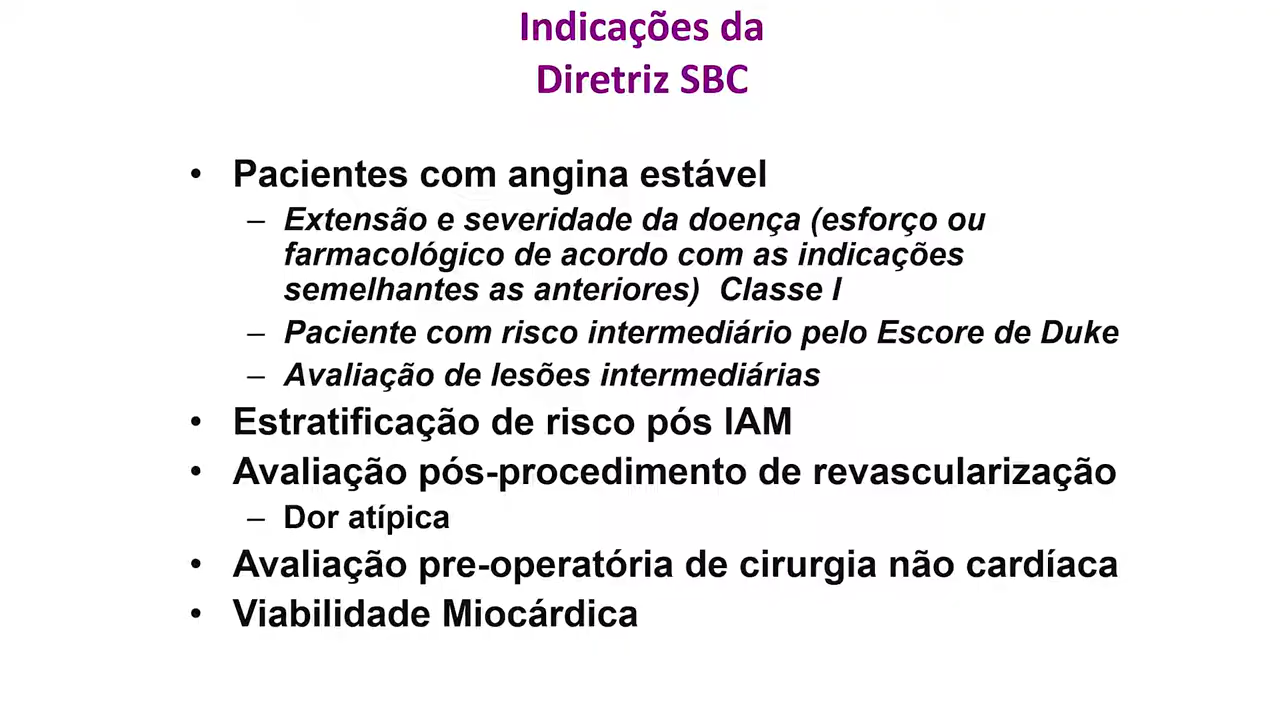 Indicações da
Diretriz SBC
• Pacientes com angina estável
– Extensão e severidade da doença (esforço ou
farmacológico de acordo com as indicações
semelhantes as anteriores)  Classe I
– Paciente com risco intermediário pelo Escore de Duke
– Avaliação de lesões intermediárias
• Estratificação de risco pós IAM
• Avaliação pós-procedimento de revascularização
– Dor atípica
• Avaliação pre-operatória de cirurgia não cardíaca
• Viabilidade Miocárdica